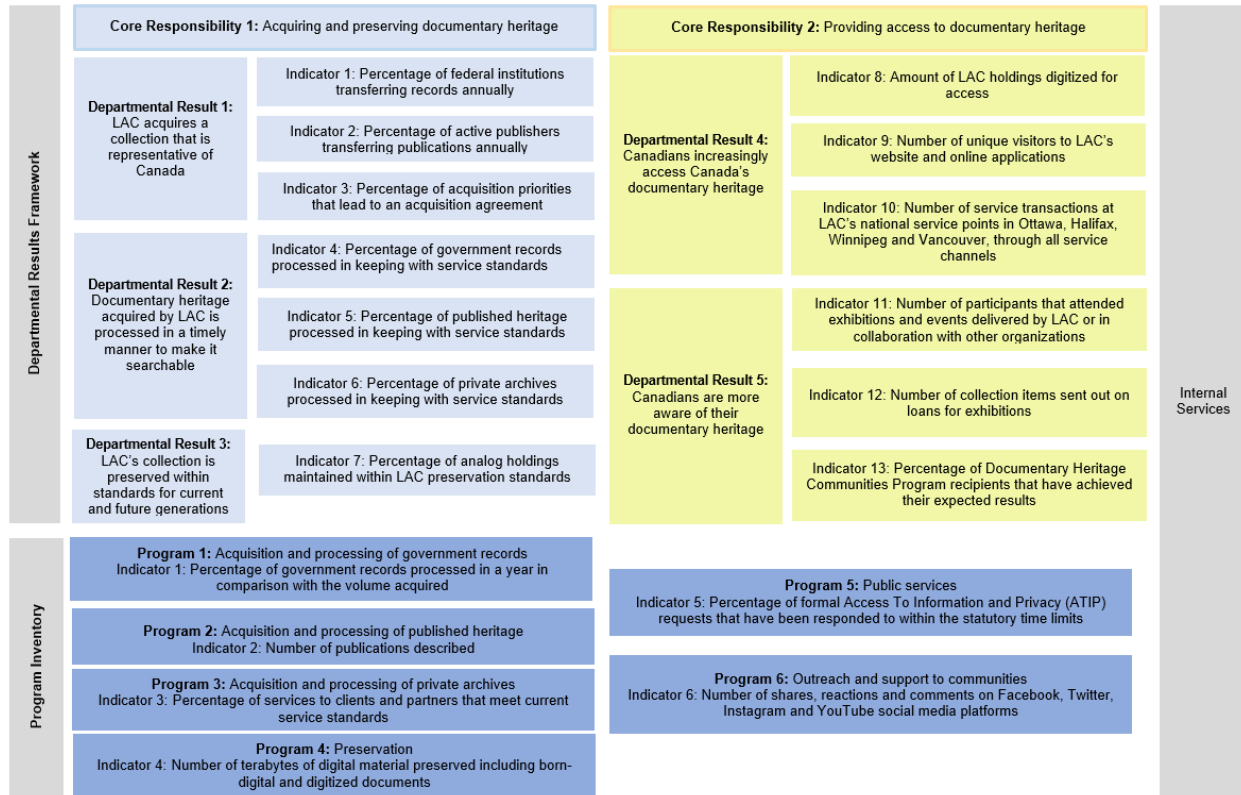 Departmental Results Framework
Core Responsibility 1: Acquiring and preserving documentary heritage
Departmental Result 1:
LAC acquires a
collection that is
representative of
Canada
Indicator 1: Percentage of federal institutions
transferring records annually
Indicator 2: Percentage of active publishers
transferring publications annually
Indicator 3: Percentage of acquisition priorities
that lead to an acquisition agreement
Departmental Result 2:
Documentary heritage
acquired by LAC is
processed in a timely
manner to make it
searchable
Indicator 4: Percentage of government records
processed in keeping with service standards
Indicator 5: Percentage of published heritage
processed in keeping with service standards
Indicator 6: Percentage of private archives
processed in keeping with service standards
Departmental Result 3:
LAC's collection is
preserved within
standards for current
and future generations
Indicator 7: Percentage of analog holdings
maintained within LAC preservation standards
Core Responsibility 2: Providing access to documentary heritage
Departmental Result 4:
Canadians increasingly
access Canada's
documentary heritage
Indicator 8: Amount of LAC holdings digitized for
access
Indicator 9: Number of unique visitors to LAC's
website and online applications
Indicator 10: Number of service transactions at
LAC's national service points in Ottawa, Halifax,
Winnipeg and Vancouver, through all service
channels
Departmental Result 5:
Canadians are more
aware of their
documentary heritage
Indicator 11: Number of participants that attended
exhibitions and events delivered by LAC or in
collaboration with other organizations
Indicator 12: Number of collection items sent out on
loans for exhibitions
Indicator 13: Percentage of Documentary Heritage
Communities Program recipients that have achieved
their expected results
Program Inventory
Program 1: Acquisition and processing of government records
Indicator 1: Percentage of government records processed in a year in
comparison with the volume acquired
Program 2: Acquisition and processing of published heritage
Indicator 2: Number of publications described
Program 3: Acquisition and processing of private archives
Indicator 3: Percentage of services to clients and partners that meet current
service standards
Program 4: Preservation
Indicator 4: Number of terabytes of digital material preserved including born-
digital and digitized documents
Program 5: Public services
Indicator 5: Percentage of formal Access To Information and Privacy (ATIP)
requests that have been responded to within the statutory time limits
Program 6: Outreach and support to communities
Indicator 6: Number of shares, reactions and comments on Facebook, Twitter,
Instagram and YouTube social media platforms
Internal
Services